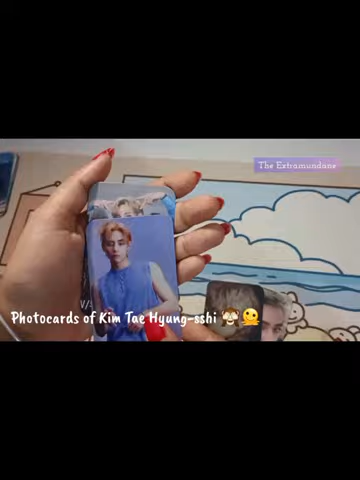 The Extramundane
Photocards of Kim Tae Hyung-sshi 🐯🫠